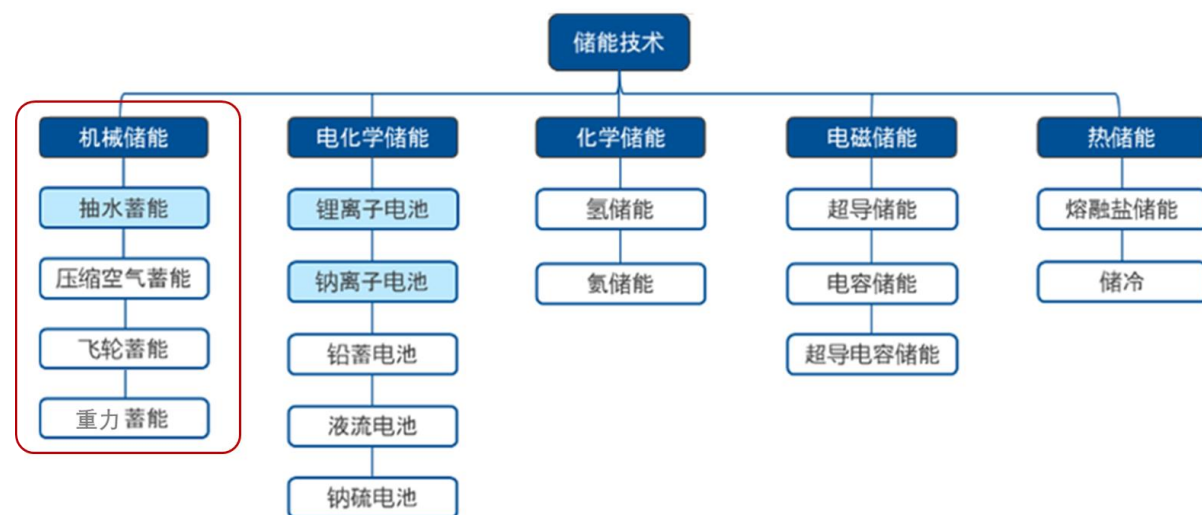 储能技术
机械储能
抽水蓄能
压缩空气蓄能
飞轮蓄能
重力蓄能
电化学储能
锂离子电池
钠离子电池
铅蓄电池
液流电池
钠硫电池
化学储能
氢储能
氨储能
电磁储能
超导储能
电容储能
超导电容储能
热储能
熔融盐储能
储冷